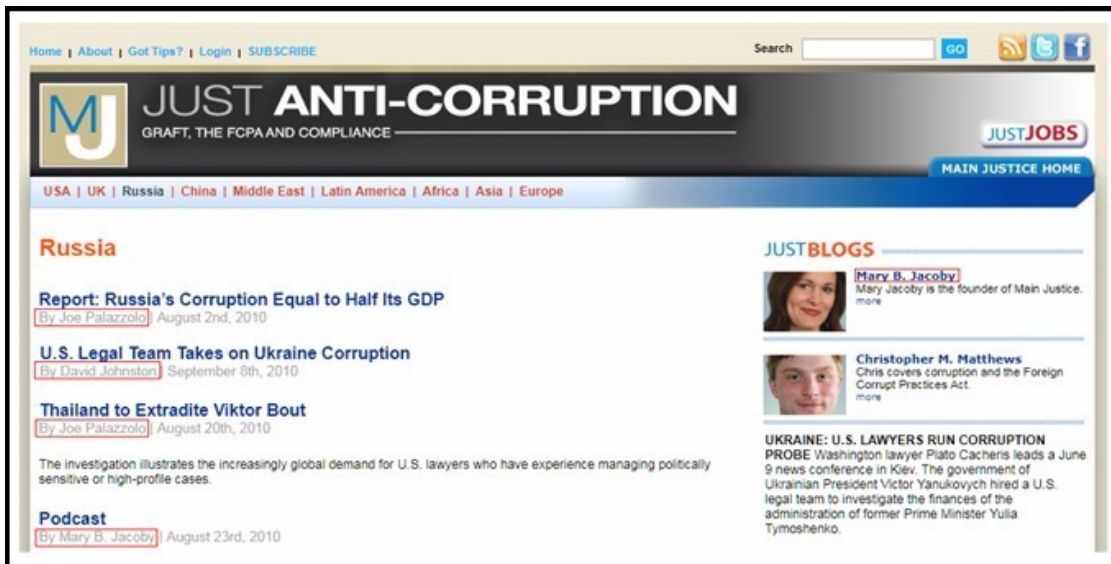 Home | About | Got Tips? | Login | SUBSCRIBE
Search GO
MJ
JUST ANTI-CORRUPTION
GRAFT, THE FCPA AND COMPLIANCE
JUSTJOBS
MAIN JUSTICE HOME
USA | UK | Russia | China | Middle East | Latin America | Africa | Asia | Europe
Russia
Report: Russia's Corruption Equal to Half Its GDP
By Joe Palazzolo | August 2nd, 2010
U.S. Legal Team Takes on Ukraine Corruption
By David Johnston | September 8th, 2010
Thailand to Extradite Viktor Bout
By Joe Palazzolo | August 20th, 2010
The investigation illustrates the increasingly global demand for U.S. lawyers who have experience managing politically
sensitive or high-profile cases.
Podcast
By Mary B. Jacoby | August 23rd, 2010
JUSTBLOGS
Mary B. Jacoby
Mary Jacoby is the founder of Main Justice.
more
Christopher M. Matthews
Chris covers corruption and the Foreign
Corrupt Practices Act.
more
UKRAINE: U.S. LAWYERS RUN CORRUPTION
PROBE Washington lawyer Plato Cacheris leads a June
9 news conference in Kiev. The government of
Ukrainian President Victor Yanukovych hired a U.S.
legal team to investigate the finances of the
administration of former Prime Minister Yulia
Tymoshenko.